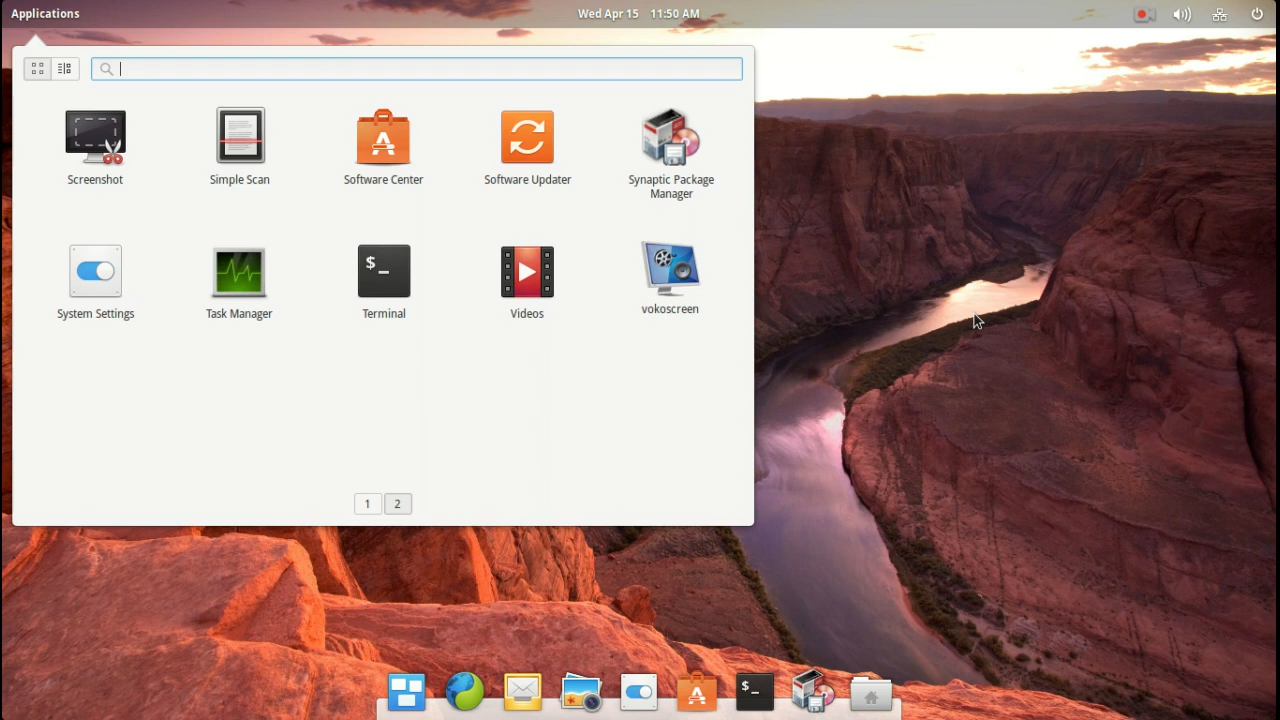 Applications
Wed Apr 15 11:50 AM
Screenshot
Simple Scan
Software Center
Software Updater
Synaptic Package
Manager
System Settings
Task Manager
$_
Terminal
Videos
vokoscreen
1
2
$_